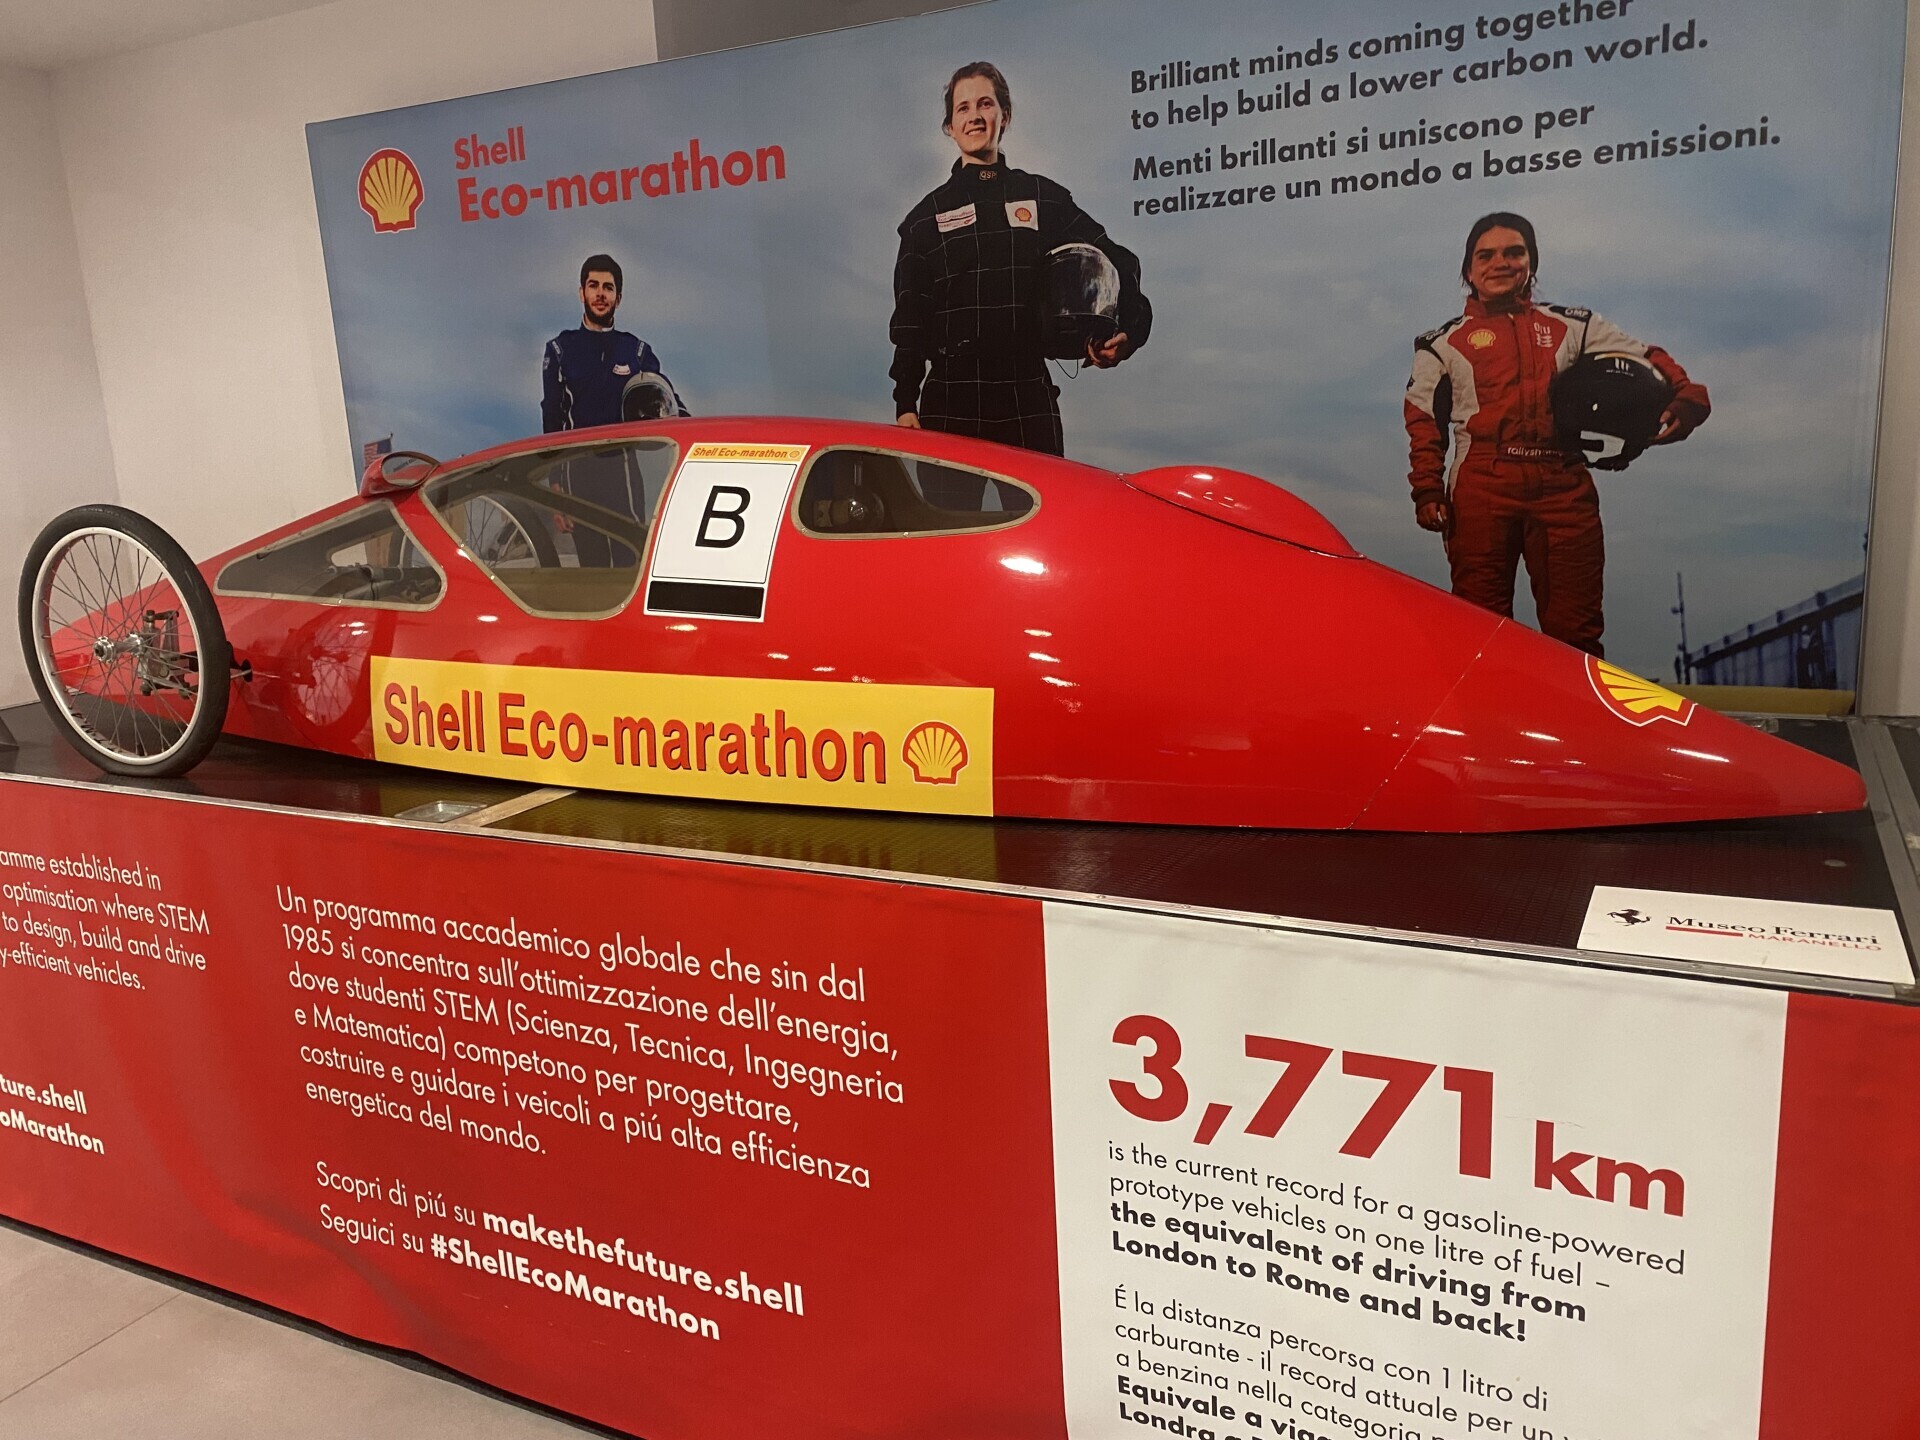 Brilliant minds coming together
to help build a lower carbon world.
Menti brillanti si uniscono per
realizzare un mondo a basse emissioni.
Shell
Eco-marathon
OMP
Shell Eco-marathon
B
Shell Eco-marathon
Museo Ferrari
MARANELLO
amme established in
optimisation where STEM
to design, build and drive
y-efficient vehicles.
ture.shell
oMarathon
Un programma accademico globale che sin dal
1985 si concentra sull'ottimizzazione dell'energia,
dove studenti STEM (Scienza, Tecnica, Ingegneria
e Matematica) competono per progettare,
costruire e guidare i veicoli a piú alta efficienza
energetica del mondo.
Scopri di piú su makethefuture.shell
Seguici su #ShellEcoMarathon
3,771 km
is the current record for a gasoline-powered
prototype vehicles on one litre of fuel –
the equivalent of driving from
London to Rome and back!
É la distanza percorsa con 1 litro di
carburante - il record attuale per un
a benzina nella categoria
Equivale a
Londra